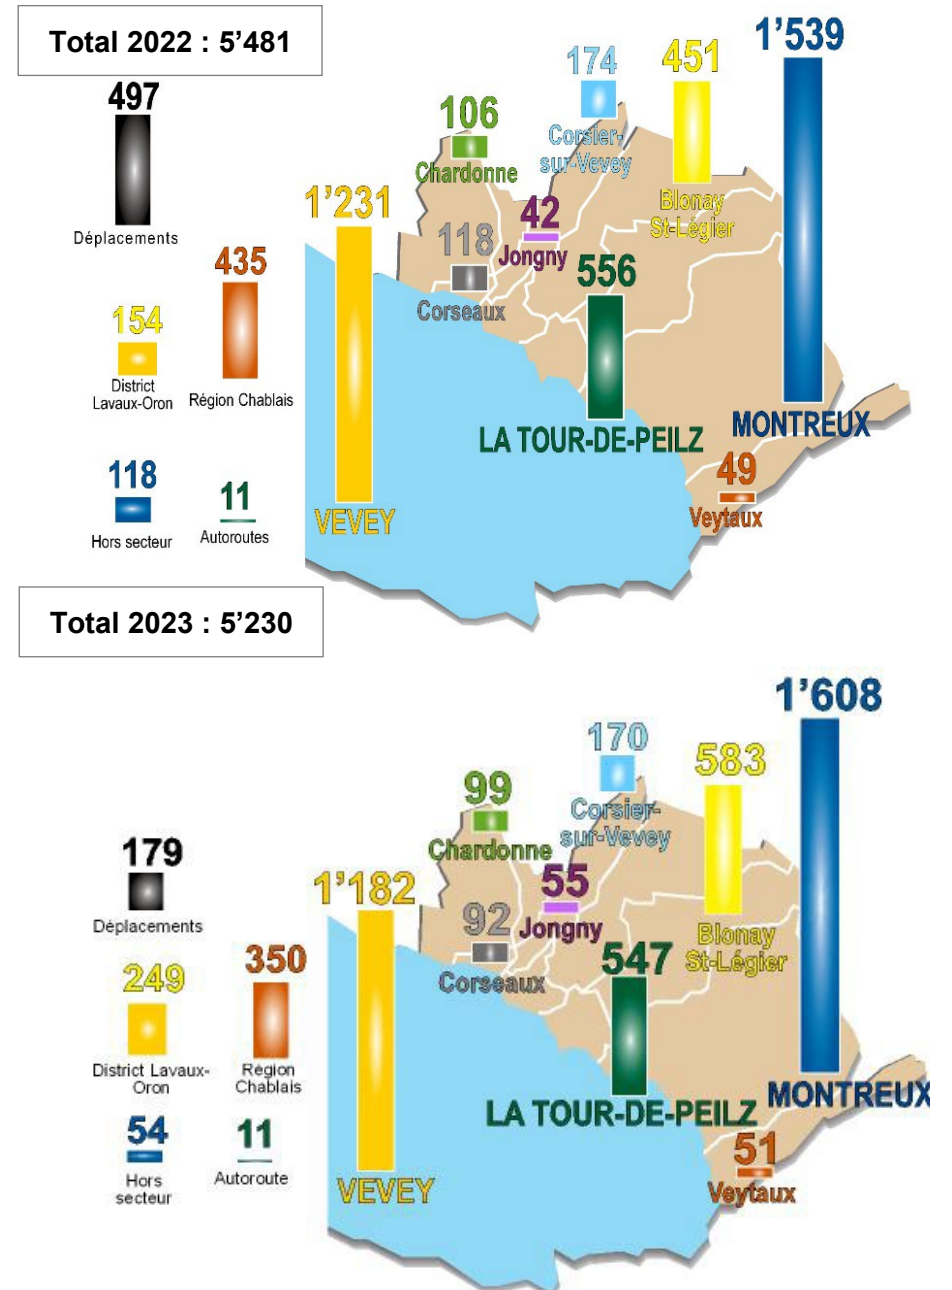 Total 2022 : 5'481
497
Déplacements
154
District
Lavaux-Oron
435
Région Chablais
118
Hors secteur
11
Autoroutes
1'231
VEVEY
106
Chardonne
118
Corseaux
42
Jongny
174
Corsier-
sur-Vevey
451
Blonay
St-Légier
556
LA TOUR-DE-PEILZ
1'539
MONTREUX
49
Veytaux
Total 2023 : 5'230
179
Déplacements
249
District Lavaux-
Oron
350
Région
Chablais
54
Hors
secteur
11
Autoroute
1'182
VEVEY
99
Chardonne
92
Corseaux
55
Jongny
170
Corsier-
sur-Vevey
583
Blonay
St-Légier
547
LA TOUR-DE-PEILZ
1'608
MONTREUX
51
Veytaux